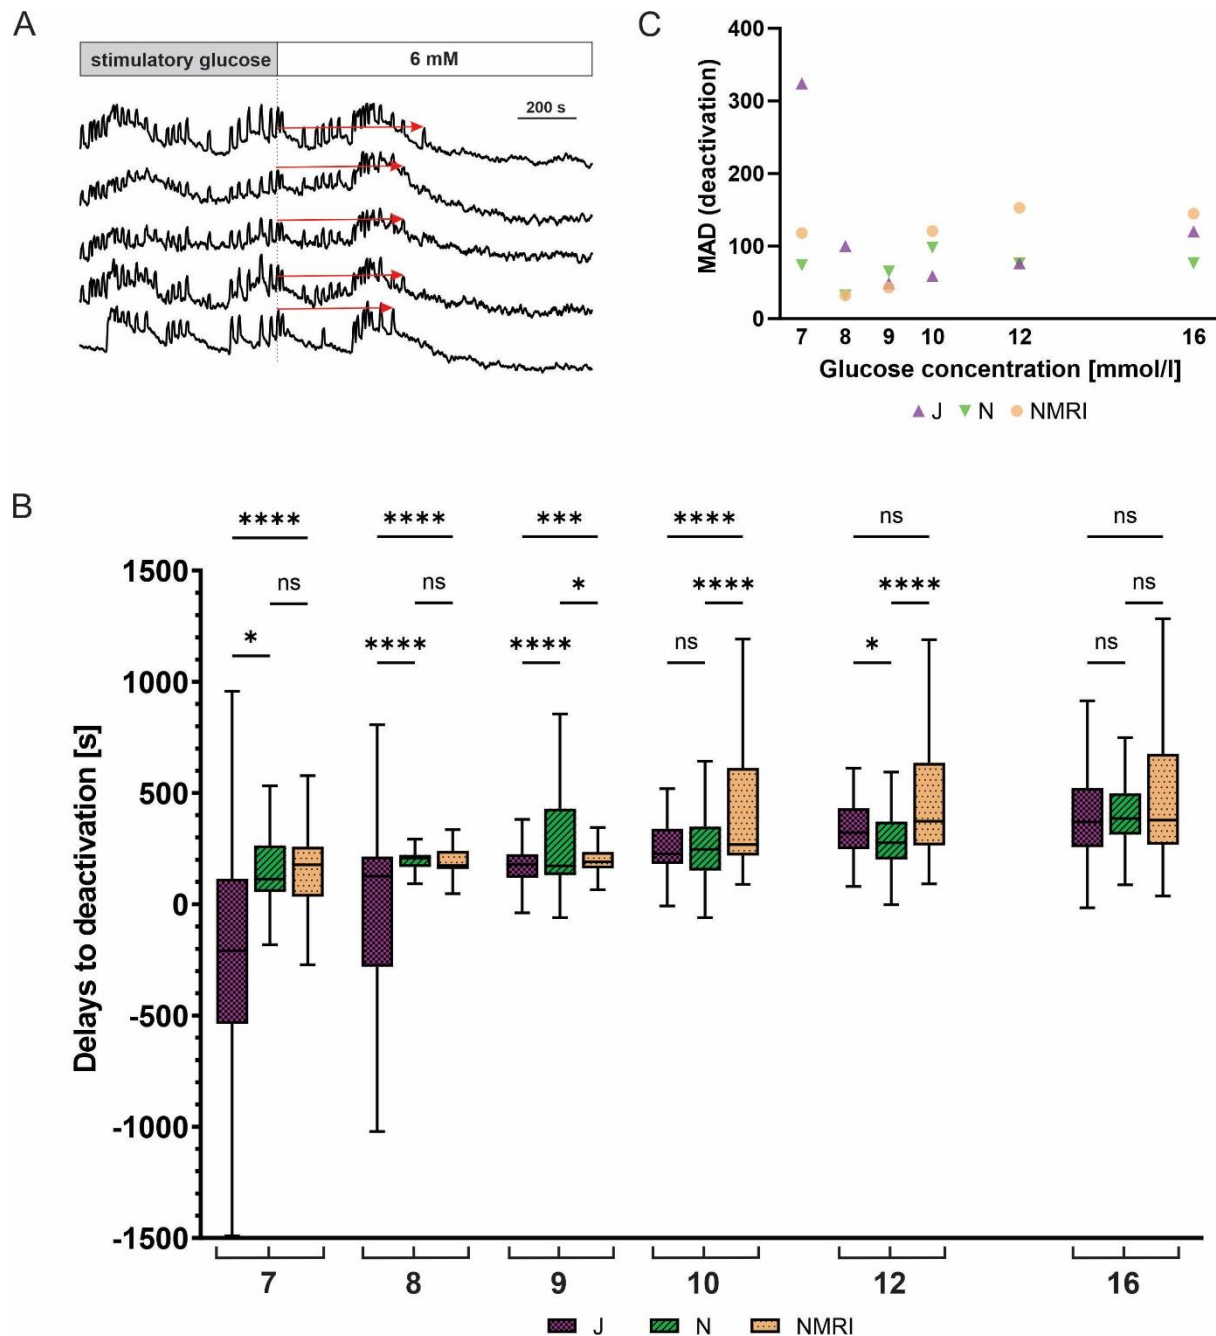 A
stimulatory glucose
6 mM
200 s
C
400
300
200
100
0
MAD (deactivation)
7 8 9 10 12 16
Glucose concentration [mmol/l]
J N NMRI
B
**** **** *** **** ns ns
ns ns * **** **** ns
* **** **** ns * ns
1500
1000
500
0
-500
-1000
-1500
Delays to deactivation [s]
7 8 9 10 12 16
J N NMRI